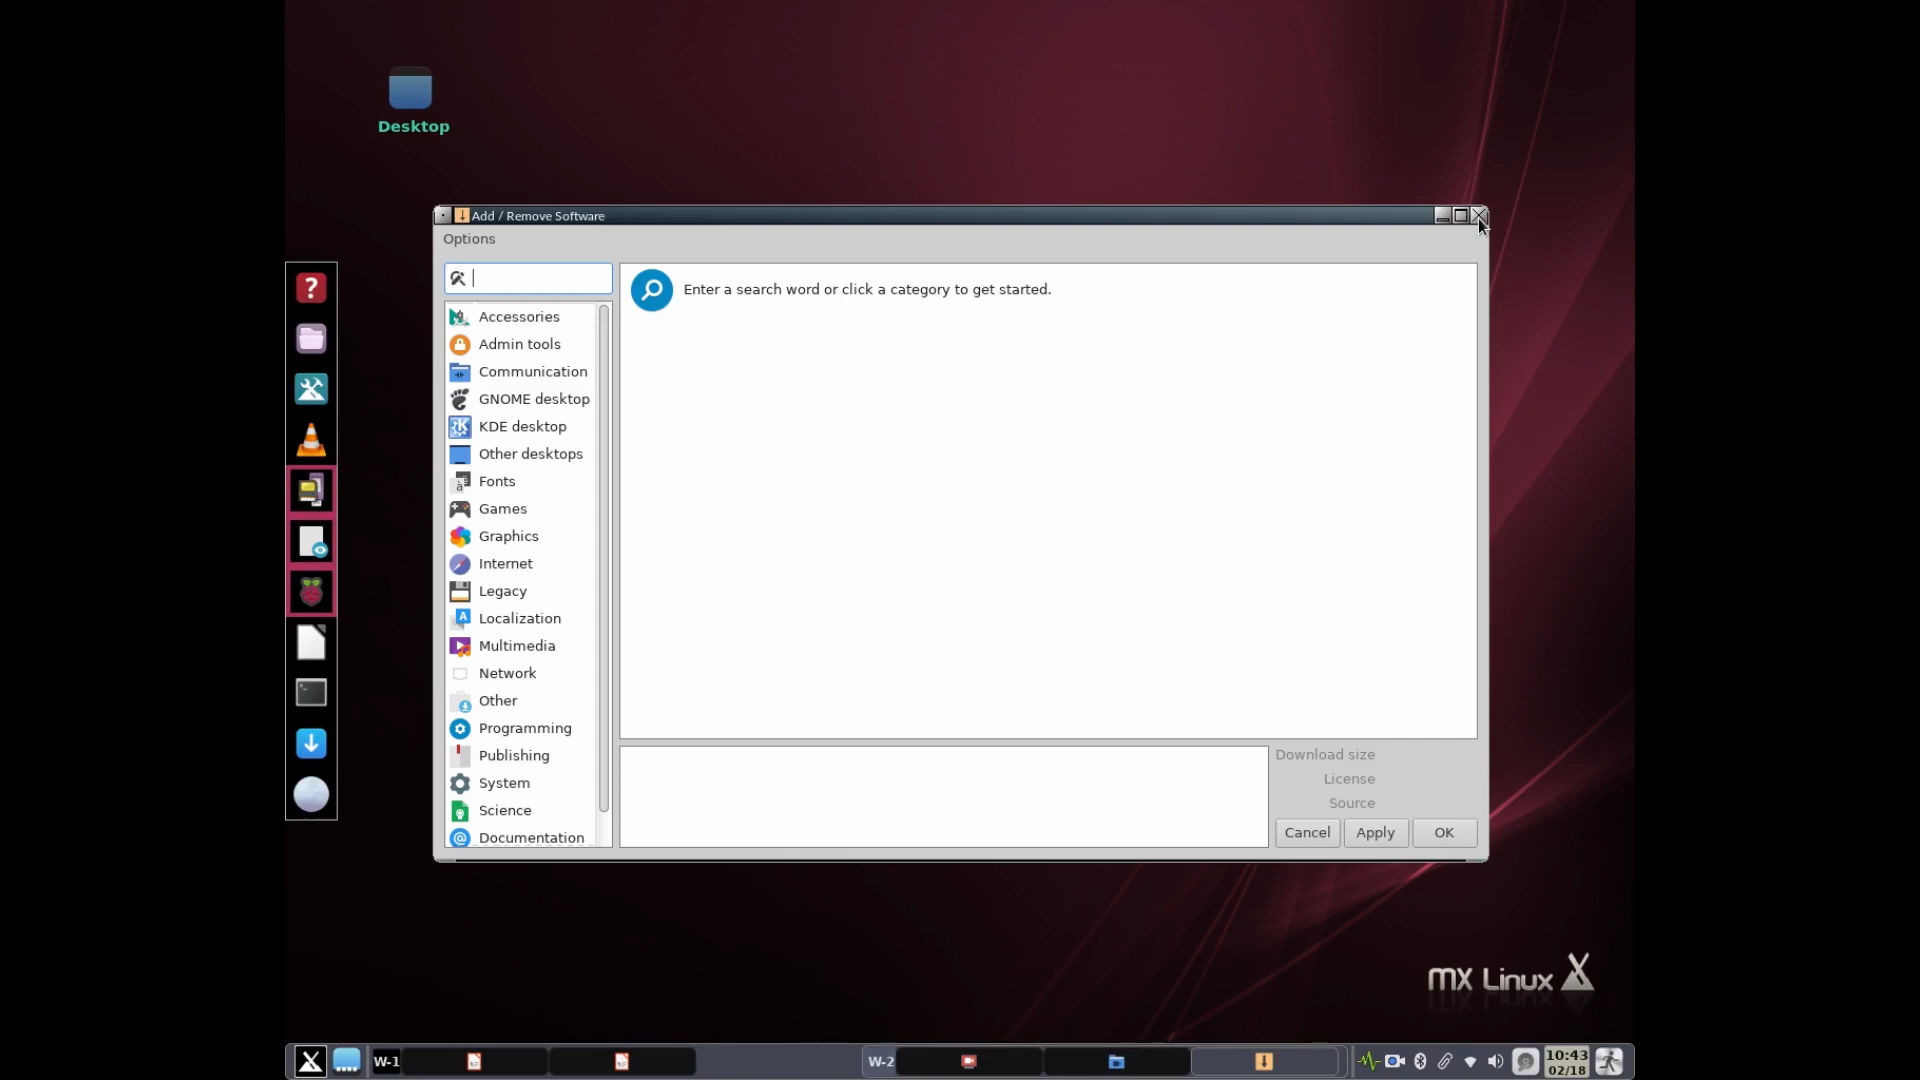 Desktop
Add / Remove Software
Options
Enter a search word or click a category to get started.
Accessories
Admin tools
Communication
GNOME desktop
KDE desktop
Other desktops
Fonts
Games
Graphics
Internet
Legacy
Localization
Multimedia
Network
Other
Programming
Publishing
System
Science
Documentation
Download size
License
Source
Cancel
Apply
OK
MX Linux
W-1
W-2
10:43
02/18